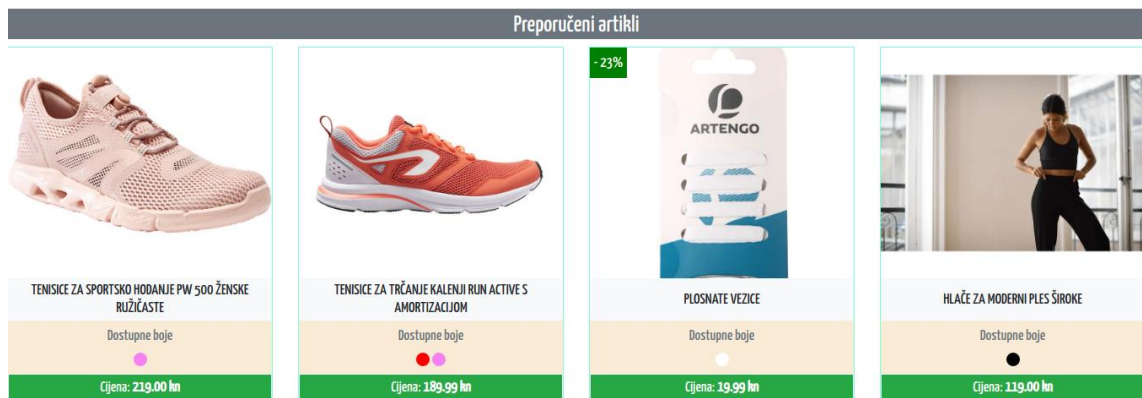 Preporučeni artikli
TENISICE ZA SPORTSKO HODANJE PW 500 ŽENSKE
RUŽIČASTE
Dostupne boje
Cijena: 219.00 kn
TENISICE ZA TRČANJE KALENJI RUN ACTIVE S
AMORTIZACIJOM
Dostupne boje
Cijena: 189.99 kn
- 23%
ARTENGO
PLOSNATE VEZICE
Dostupne boje
Cijena: 19.99 kn
HLAČE ZA MODERNI PLES ŠIROKE
Dostupne boje
Cijena: 119.00 kn